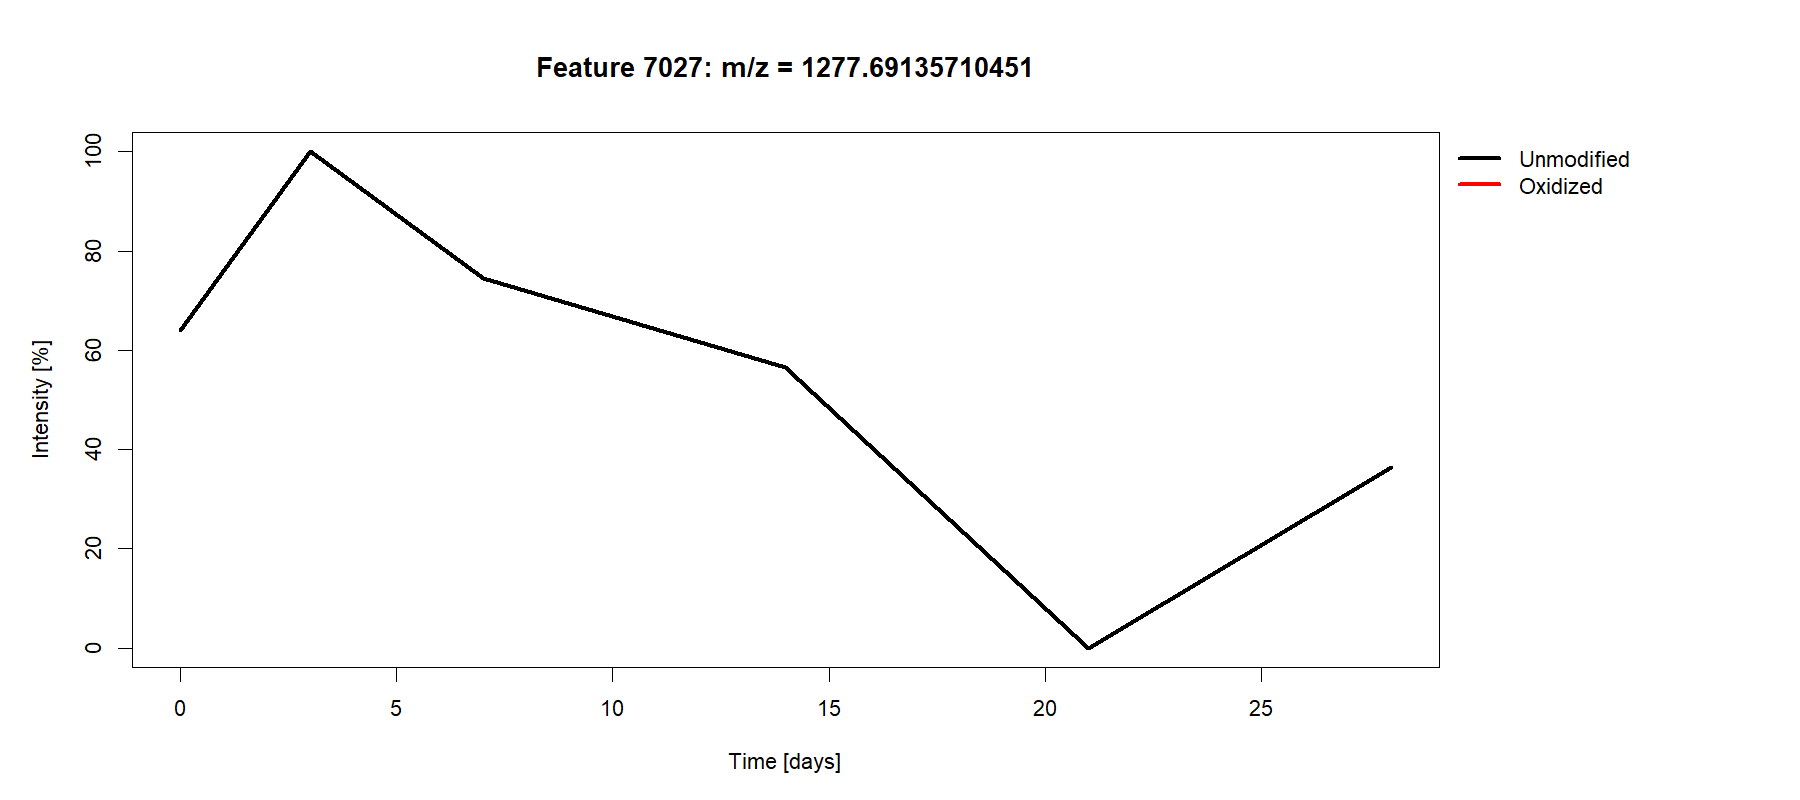 Feature 7027: m/z = 1277.69135710451
Unmodified
Oxidized
Intensity [%]
100
80
60
40
20
0
0 5 10 15 20 25
Time [days]